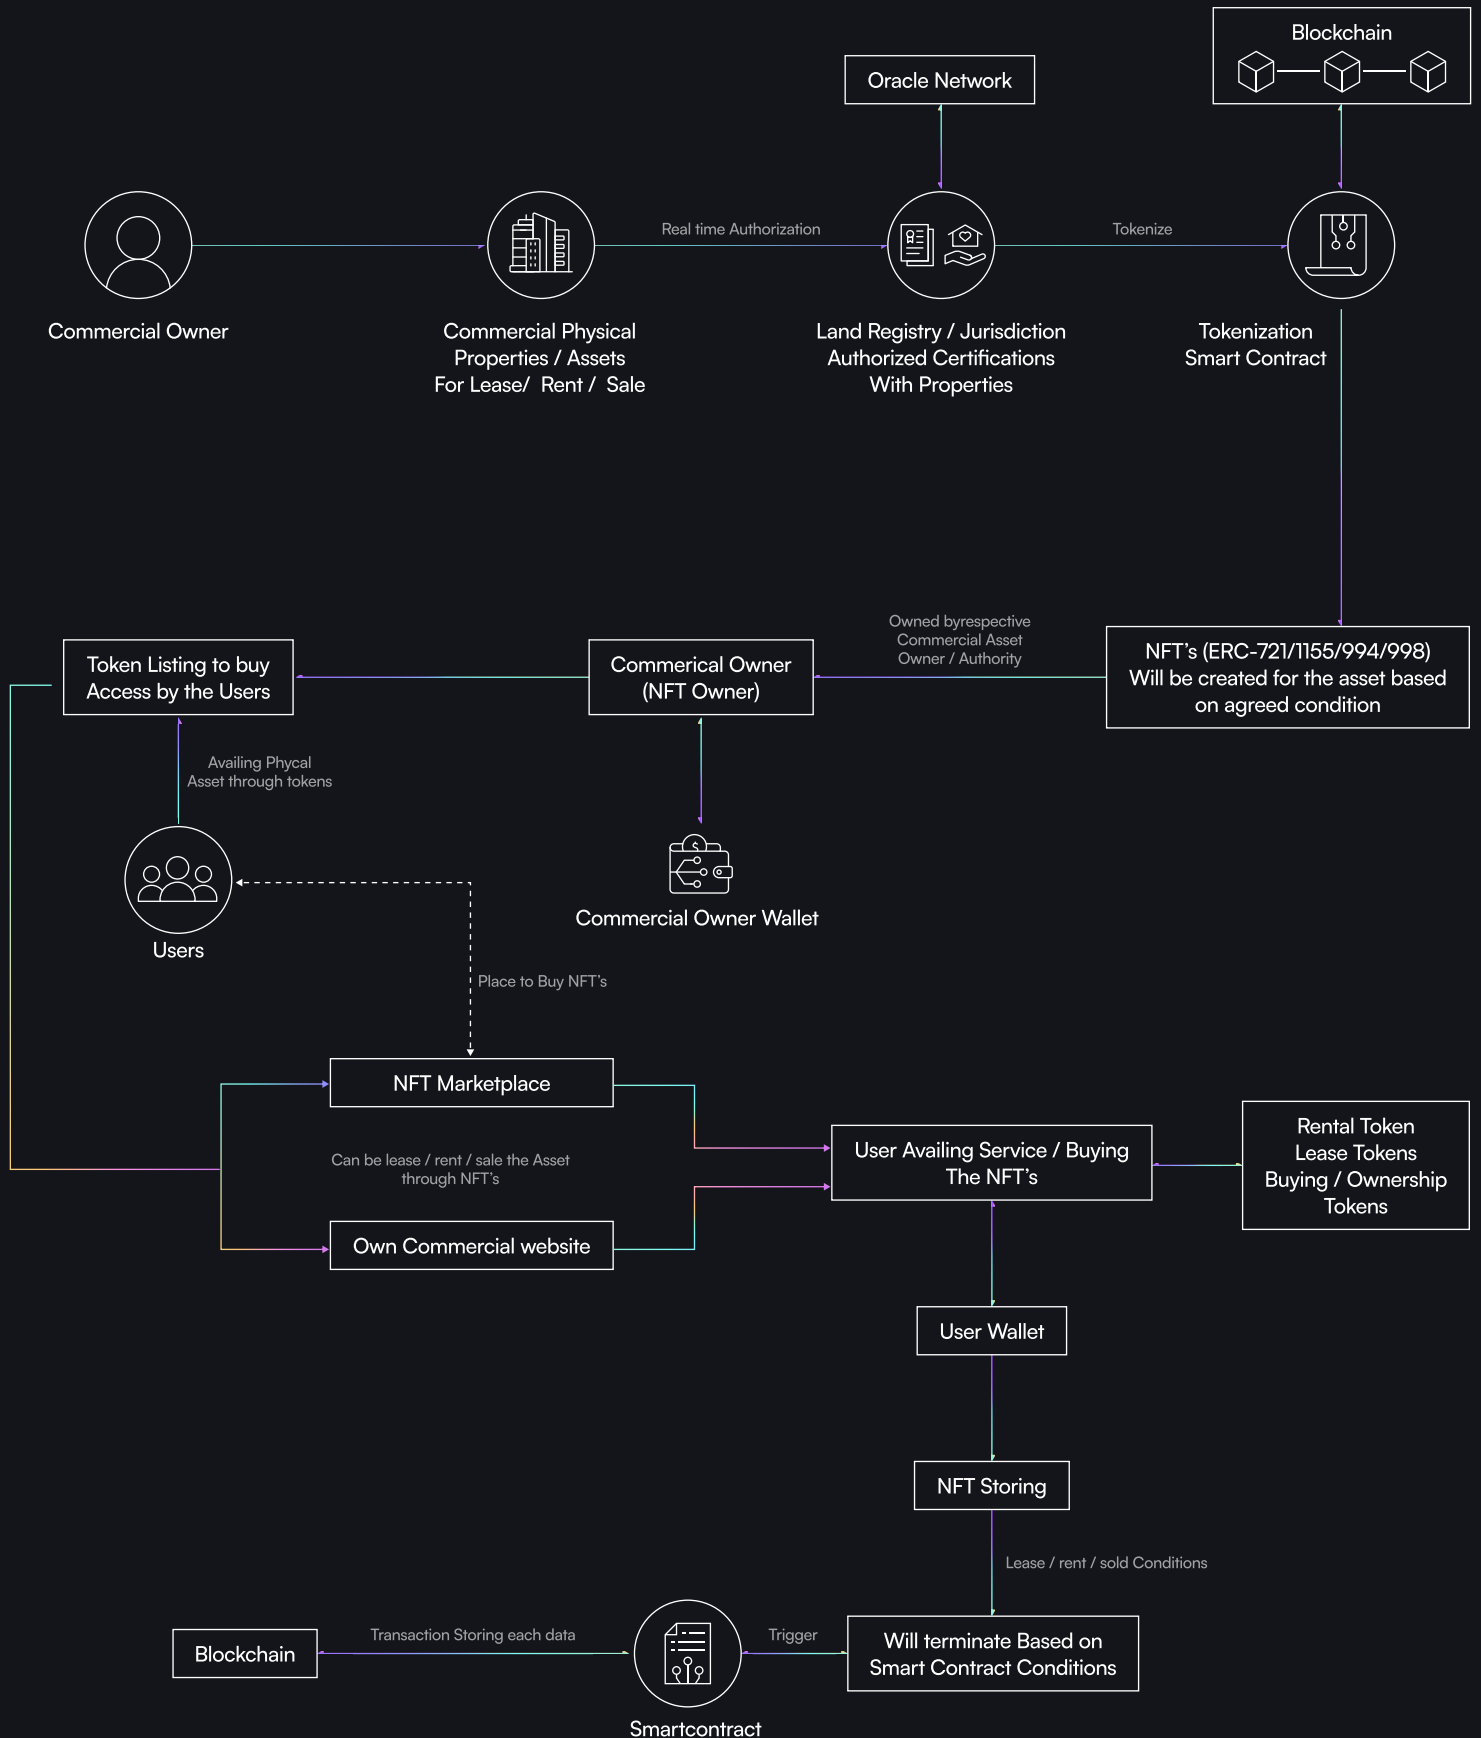 Blockchain
Oracle Network
Real time Authorization
Tokenize
Commercial Owner
Commercial Physical
Properties / Assets
For Lease/ Rent / Sale
Land Registry / Jurisdiction
Authorized Certifications
With Properties
Tokenization
Smart Contract
Token Listing to buy
Access by the Users
Commerical Owner
(NFT Owner)
Owned byrespective
Commercial Asset
Owner / Authority
NFT's (ERC-721/1155/994/998)
Will be created for the asset based
on agreed condition
Availing Phycal
Asset through tokens
Users
Commercial Owner Wallet
Place to Buy NFT's
NFT Marketplace
Can be lease / rent / sale the Asset
through NFT's
Own Commercial website
User Availing Service / Buying
The NFT's
Rental Token
Lease Tokens
Buying / Ownership
Tokens
User Wallet
NFT Storing
Lease / rent / sold Conditions
Blockchain
Transaction Storing each data
Trigger
Will terminate Based on
Smart Contract Conditions
Smartcontract